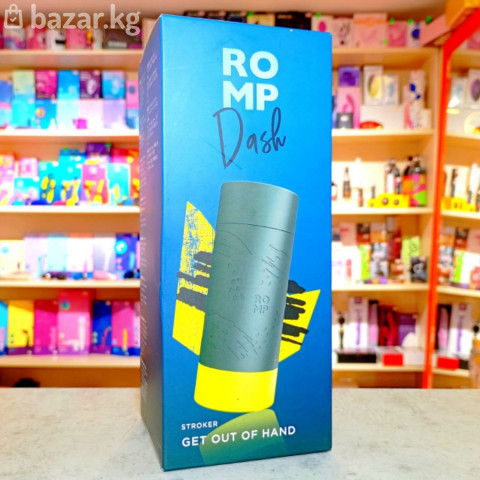 bazar.kg
RO
MP
Dash
RO
MP
STROKER
GET OUT OF HAND